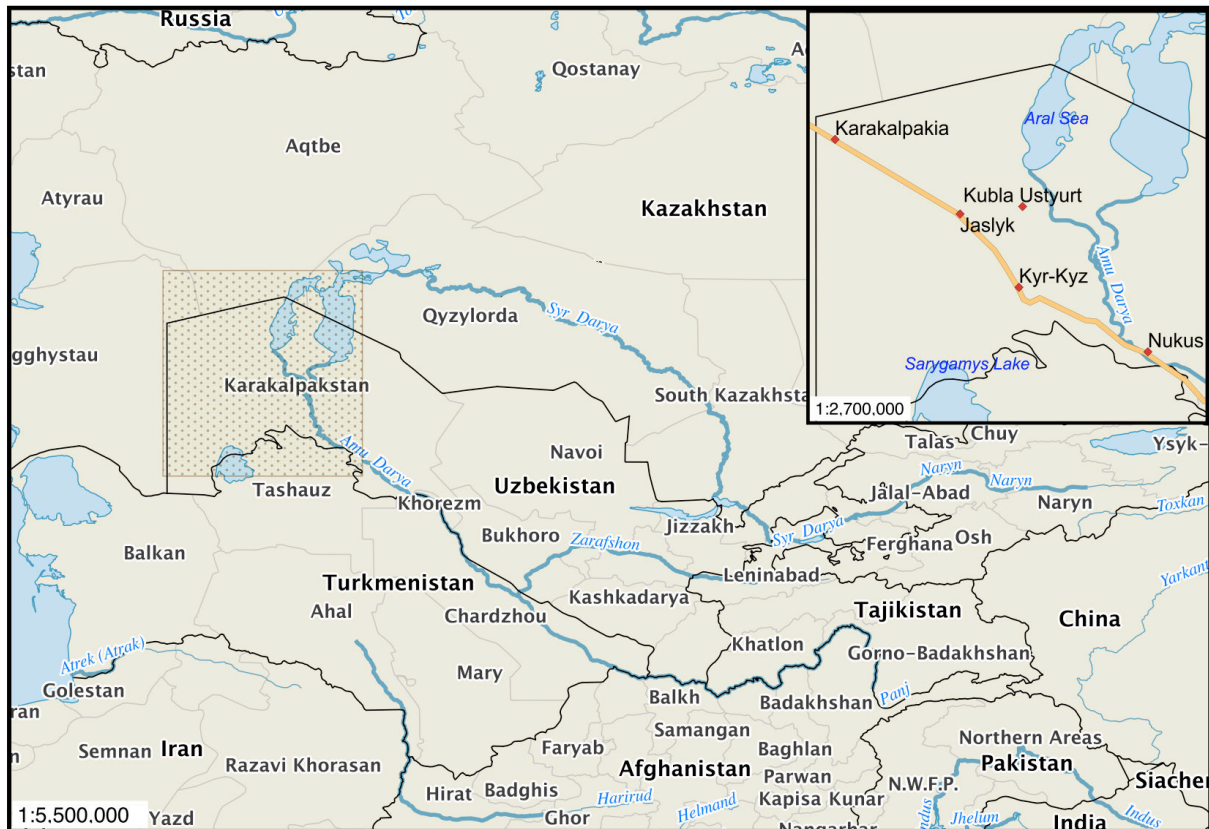 Russia
stan
Qostanay
Aqtbe
Atyrau
Kazakhstan
Qyzylorda
Syr Darya
gghystau
Karakalpakstan
South Kazakhsta
Amu Darya
Navoi
Tashauz
Uzbekistan
Khorezm
Jizzakh
Bukhoro
Zarafshon
Balkan
Leninabad
Turkmenistan
Kashkadarya
Ahal
Chardzhou
Tajikistan
China
Khatlon
Atrek (Atrak)
Mary
Gorno-Badakhshan
Golestan
ran
Balkh
Badakhshan
Panj
Samangan
Semnan
Iran
Faryab
Baghlan
Northern Areas
Razavi Khorasan
Afghanistan
Parwan
N.W.F.P.
Pakistan
Siachen
Hirat
Badghis
Harirud
Helmand
Kapisa
Kunar
1:5.500.000
Yazd
Ghor
Nangarhar
Indus
Jhelum
India
Indus
Talas
Chuy
Ysyk-
Naryn
Jalal-Abad
Naryn
Naryn
Toxkan
Syr Darya
Ferghana
Osh
Yarkant
Karakalpakia
Aral Sea
Kubla Ustyurt
Jaslyk
Amu Darya
Kyr-Kyz
Nukus
Sarygamys Lake
1:2,700.000